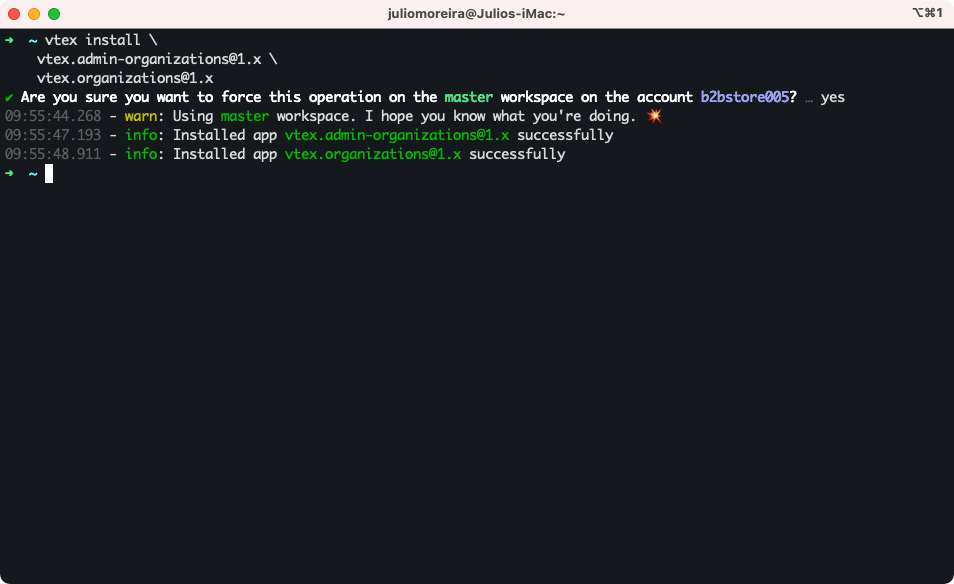 juliomoreira@Julios-iMac:~
⌥⌘1
➜ ~ vtex install \
vtex.admin-organizations@1.x \
vtex.organizations@1.x
✔ Are you sure you want to force this operation on the master workspace on the account b2bstore005? … yes
09:55:44.268 - warn: Using master workspace. I hope you know what you're doing. 💥
09:55:47.193 - info: Installed app vtex.admin-organizations@1.x successfully
09:55:48.911 - info: Installed app vtex.organizations@1.x successfully
➜ ~